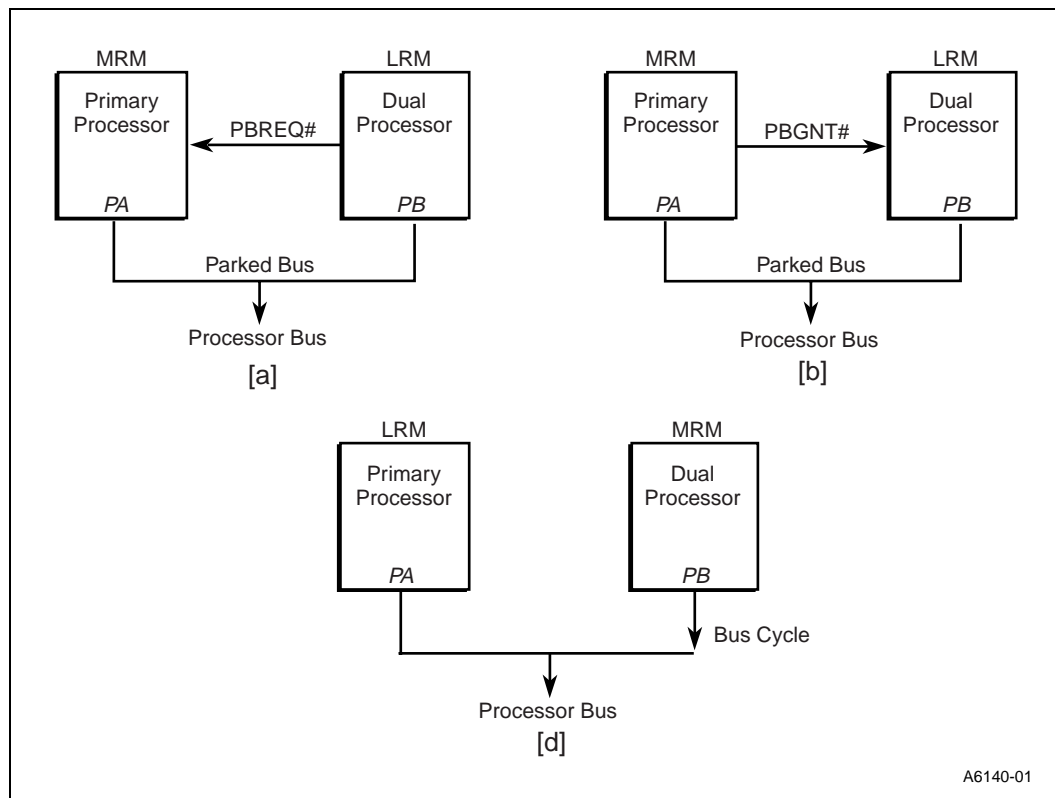 MRM
Primary
Processor
PA
PBREQ#
LRM
Dual
Processor
PB
Parked Bus
Processor Bus
[a]
MRM
Primary
Processor
PA
PBGNT#
LRM
Dual
Processor
PB
Parked Bus
Processor Bus
[b]
LRM
Primary
Processor
PA
MRM
Dual
Processor
PB
Bus Cycle
Processor Bus
[d]
A6140-01